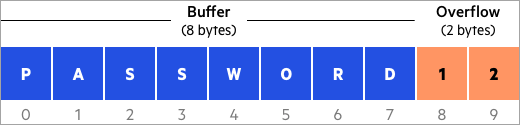 Buffer Overflow
(8 bytes) (2 bytes)
P A S S W O R D 1 2
0 1 2 3 4 5 6 7 8 9